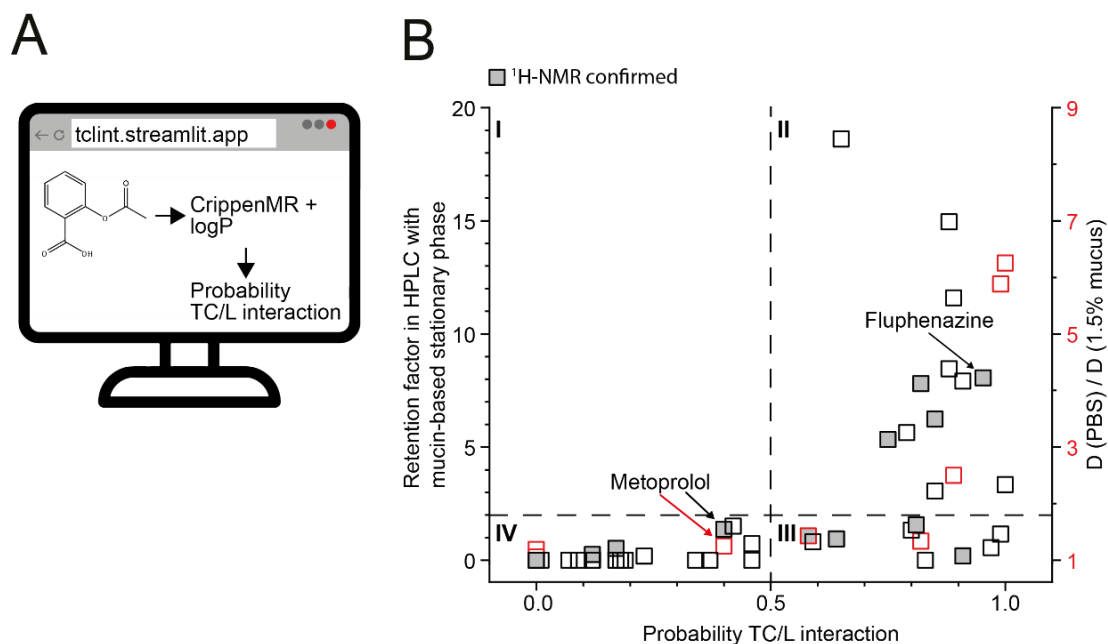 A
tclint.streamlit.app
O
O
O
OH
CrippenMR +
logP
Probability
TC/L interaction
B
¹H-NMR confirmed
Retention factor in HPLC with
mucin-based stationary phase
20
15
10
5
0
I
II
Fluphenazine
Metoprolol
IV
III
9
7
5
3
1
D (PBS) / D (1.5% mucus)
0.0
0.5
1.0
Probability TC/L interaction